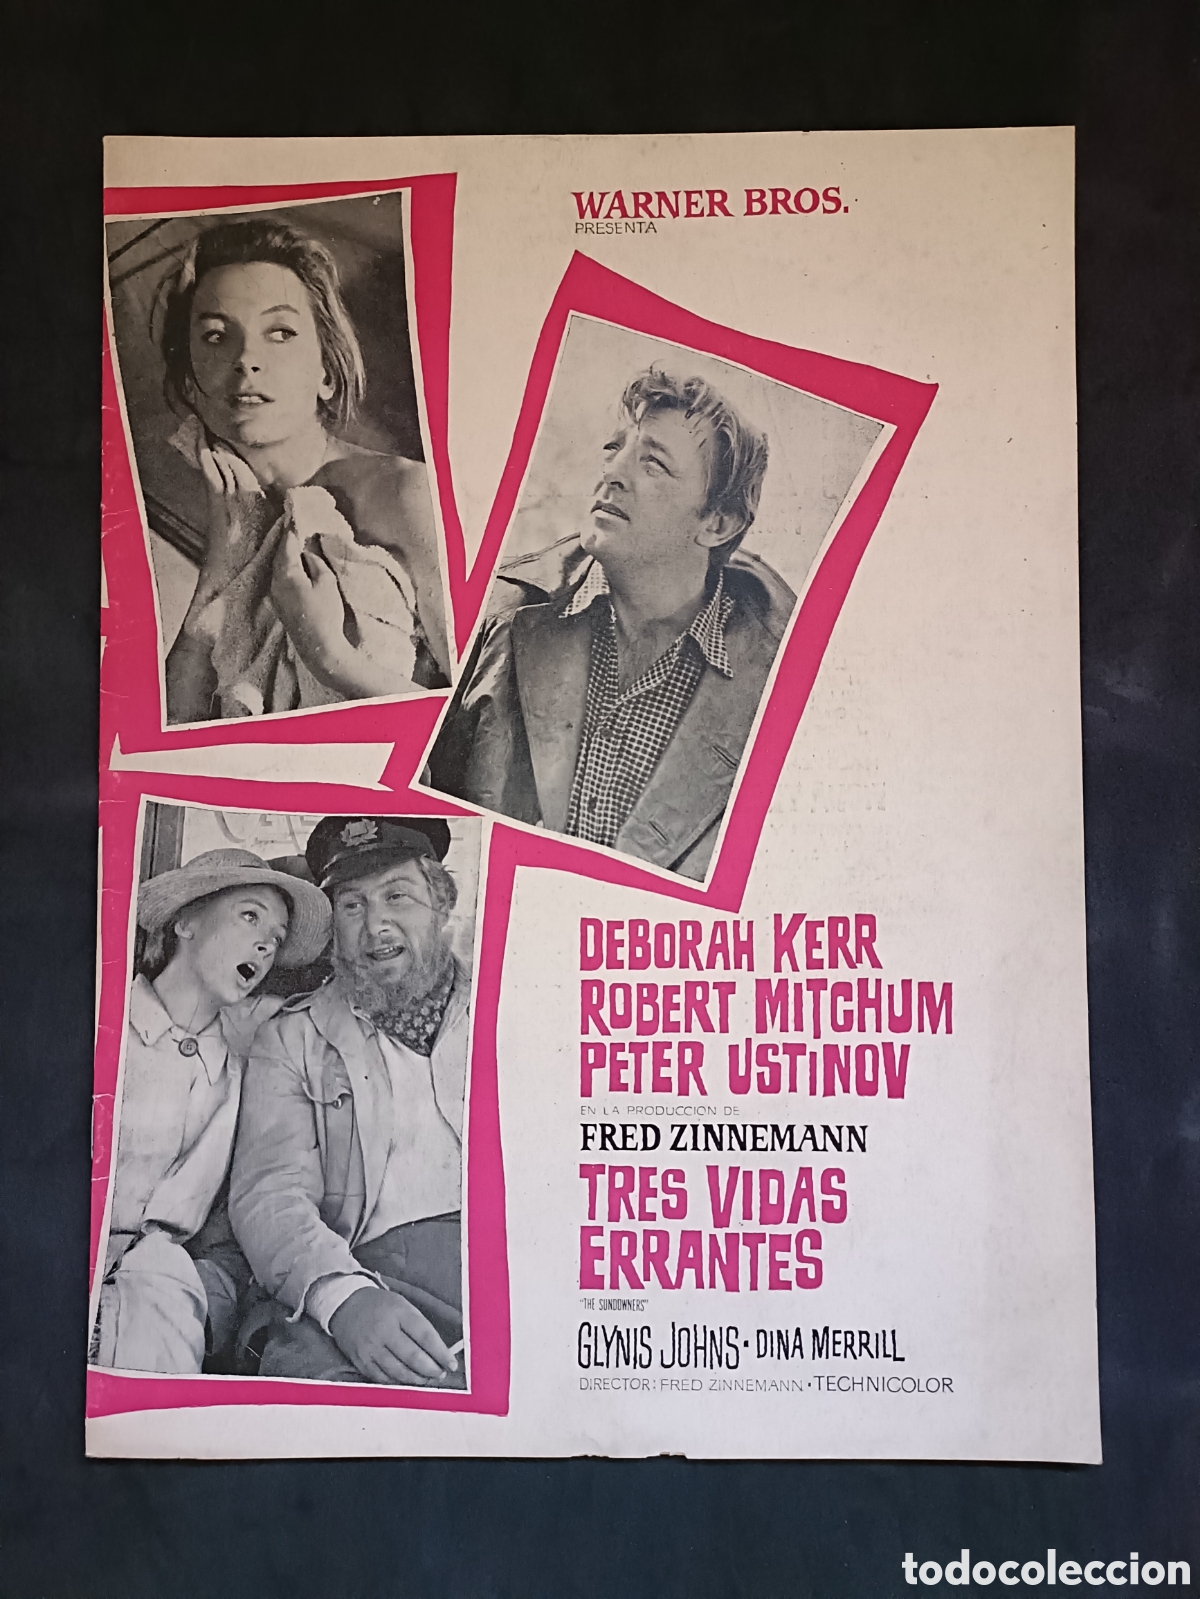 WARNER BROS.
PRESENTA
DEBORAH KERR
ROBERT MITCHUM
PETER USTINOV
EN LA PRODUCCION DE
FRED ZINNEMANN
TRES VIDAS
ERRANTES
"THE SUNDOWNERS"
GLYNIS JOHNS · DINA MERRILL
DIRECTOR: FRED ZINNEMANN · TECHNICOLOR
todocoleccion